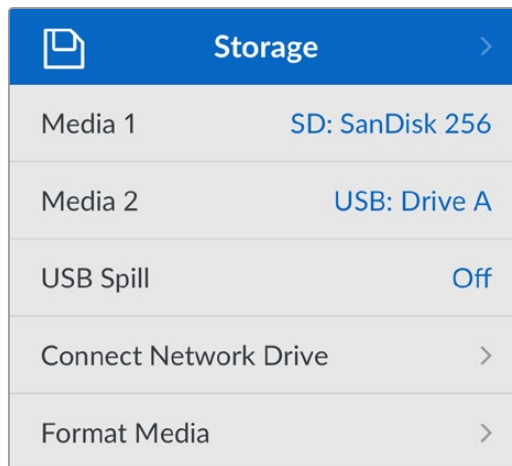 Storage
Media 1 SD: SanDisk 256
Media 2 USB: Drive A
USB Spill Off
Connect Network Drive
Format Media